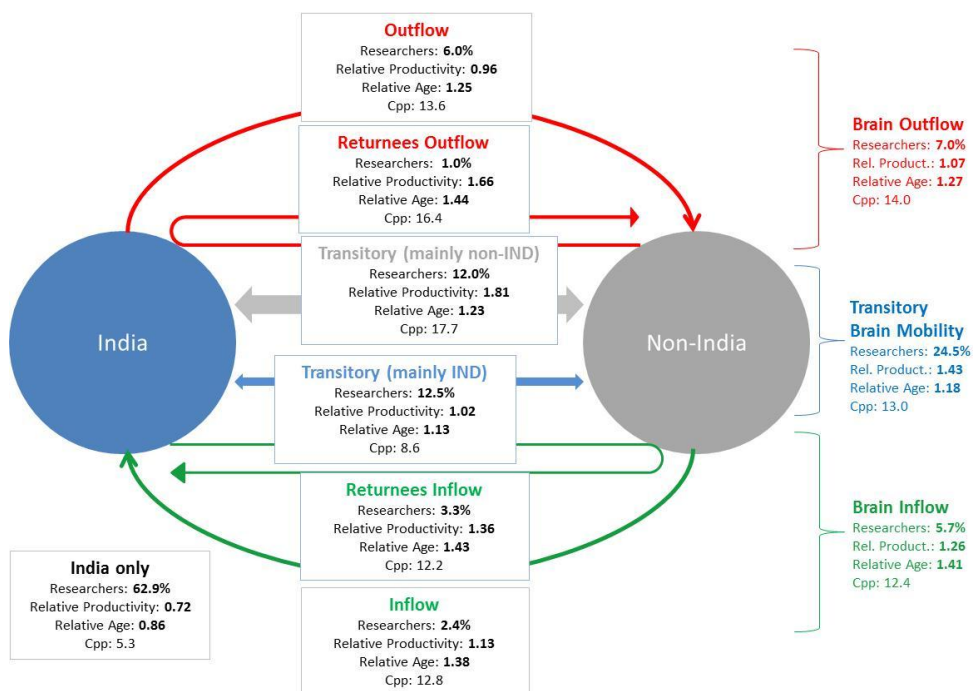 Outflow
Researchers: 6.0%
Relative Productivity: 0.96
Relative Age: 1.25
Cpp: 13.6
Returnees Outflow
Researchers: 1.0%
Relative Productivity: 1.66
Relative Age: 1.44
Cpp: 16.4
Transitory (mainly non-IND)
Researchers: 12.0%
Relative Productivity: 1.81
Relative Age: 1.23
Cpp: 17.7
India
Non-India
Transitory (mainly IND)
Researchers: 12.5%
Relative Productivity: 1.02
Relative Age: 1.13
Cpp: 8.6
Returnees Inflow
Researchers: 3.3%
Relative Productivity: 1.36
Relative Age: 1.43
Cpp: 12.2
Inflow
Researchers: 2.4%
Relative Productivity: 1.13
Relative Age: 1.38
Cpp: 12.8
India only
Researchers: 62.9%
Relative Productivity: 0.72
Relative Age: 0.86
Cpp: 5.3
Brain Outflow
Researchers: 7.0%
Rel. Product.: 1.07
Relative Age: 1.27
Cpp: 14.0
Transitory
Brain Mobility
Researchers: 24.5%
Rel. Product.: 1.43
Relative Age: 1.18
Cpp: 13.0
Brain Inflow
Researchers: 5.7%
Rel. Product.: 1.26
Relative Age: 1.41
Cpp: 12.4